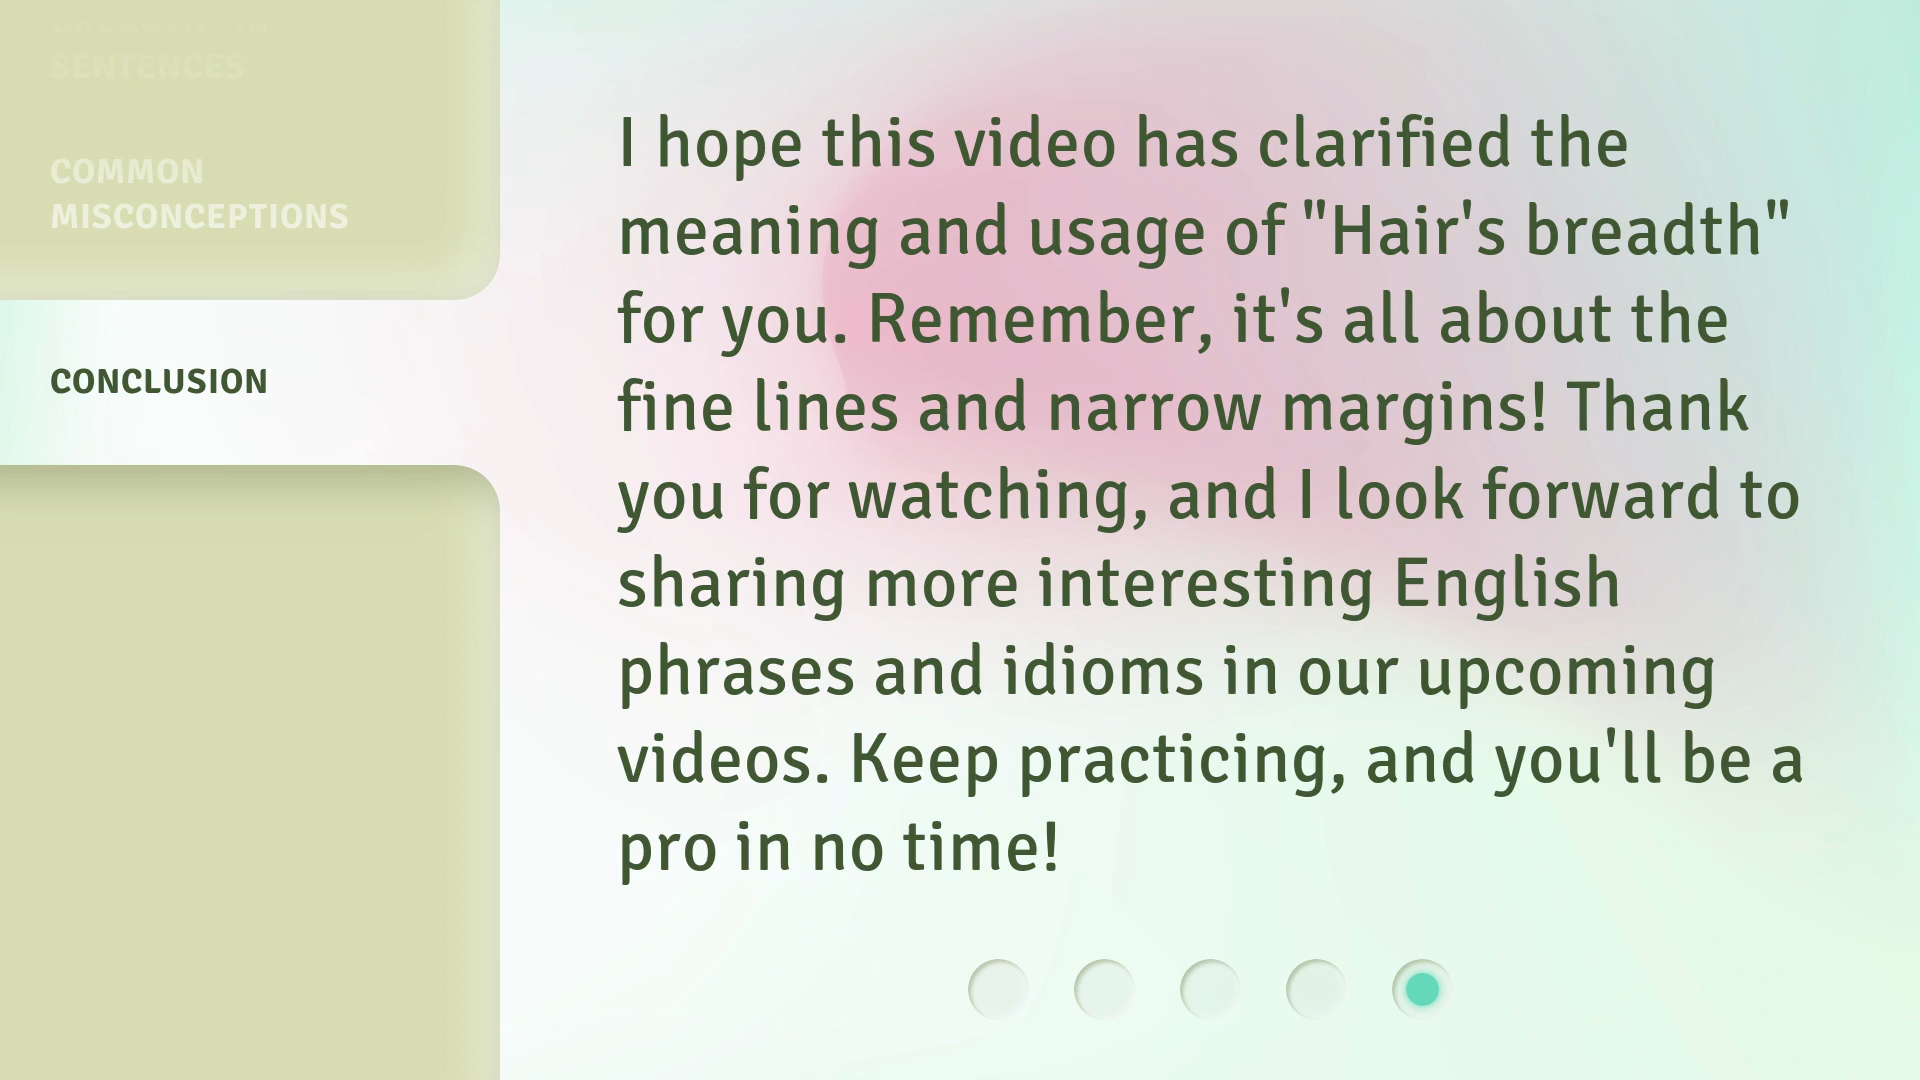 SENTENCES
COMMON
MISCONCEPTIONS
CONCLUSION
I hope this video has clarified the
meaning and usage of "Hair's breadth"
for you. Remember, it's all about the
fine lines and narrow margins! Thank
you for watching, and I look forward to
sharing more interesting English
phrases and idioms in our upcoming
videos. Keep practicing, and you'll be a
pro in no time!